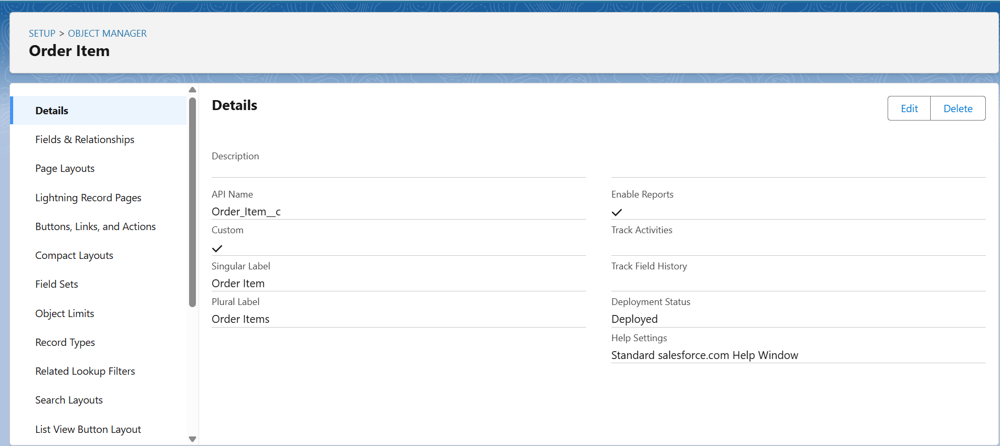 SETUP > OBJECT MANAGER
Order Item
Details
Fields & Relationships
Page Layouts
Lightning Record Pages
Buttons, Links, and Actions
Compact Layouts
Field Sets
Object Limits
Record Types
Related Lookup Filters
Search Layouts
List View Button Layout
Details
Edit
Delete
Description
API Name
Order_Item__c
Custom
Singular Label
Order Item
Plural Label
Order Items
Enable Reports
Track Activities
Track Field History
Deployment Status
Deployed
Help Settings
Standard salesforce.com Help Window